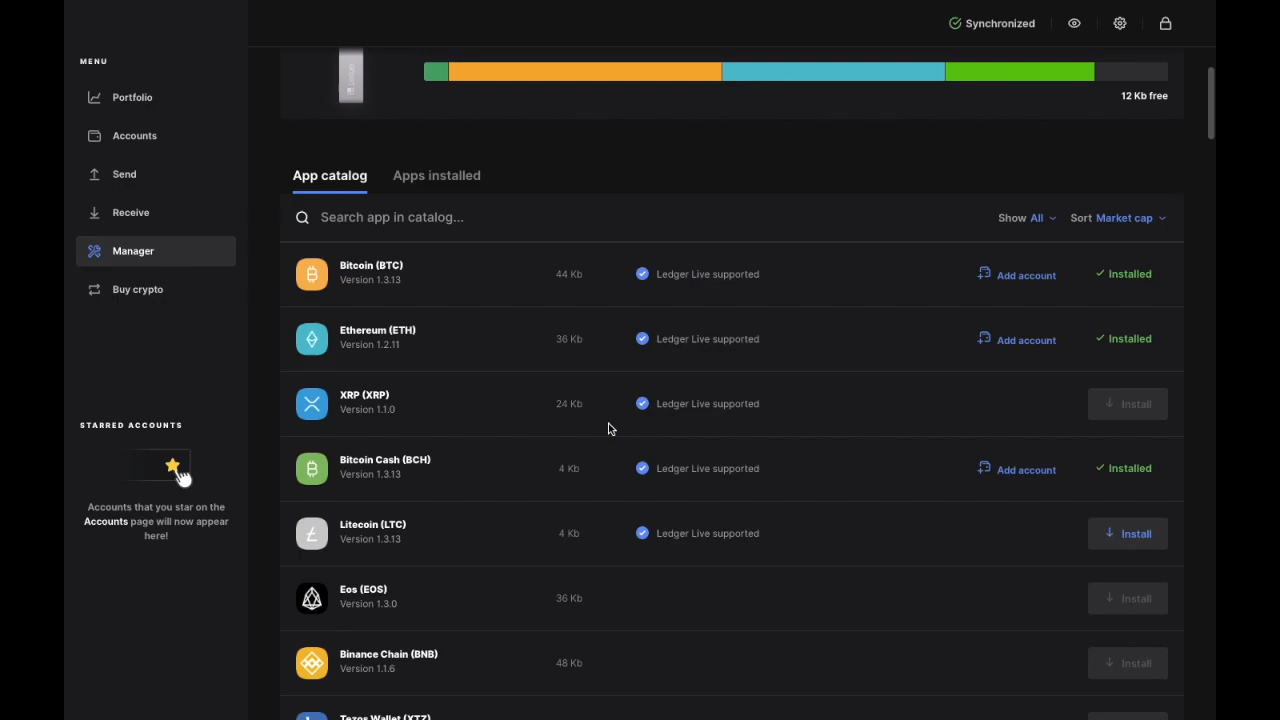 Synchronized
MENU
Portfolio
Accounts
Send
Receive
Manager
Buy crypto
STARRED ACCOUNTS
Accounts that you star on the
Accounts page will now appear
here!
12 Kb free
App catalog Apps installed
Search app in catalog... Show All Sort Market cap
Bitcoin (BTC)
Version 1.3.13
44 Kb Ledger Live supported Add account Installed
Ethereum (ETH)
Version 1.2.11
36 Kb Ledger Live supported Add account Installed
XRP (XRP)
Version 1.1.0
24 Kb Ledger Live supported Install
Bitcoin Cash (BCH)
Version 1.3.13
4 Kb Ledger Live supported Add account Installed
Litecoin (LTC)
Version 1.3.13
4 Kb Ledger Live supported Install
Eos (EOS)
Version 1.3.0
36 Kb Install
Binance Chain (BNB)
Version 1.1.6
48 Kb Install
Tezos Wallet (XTZ)